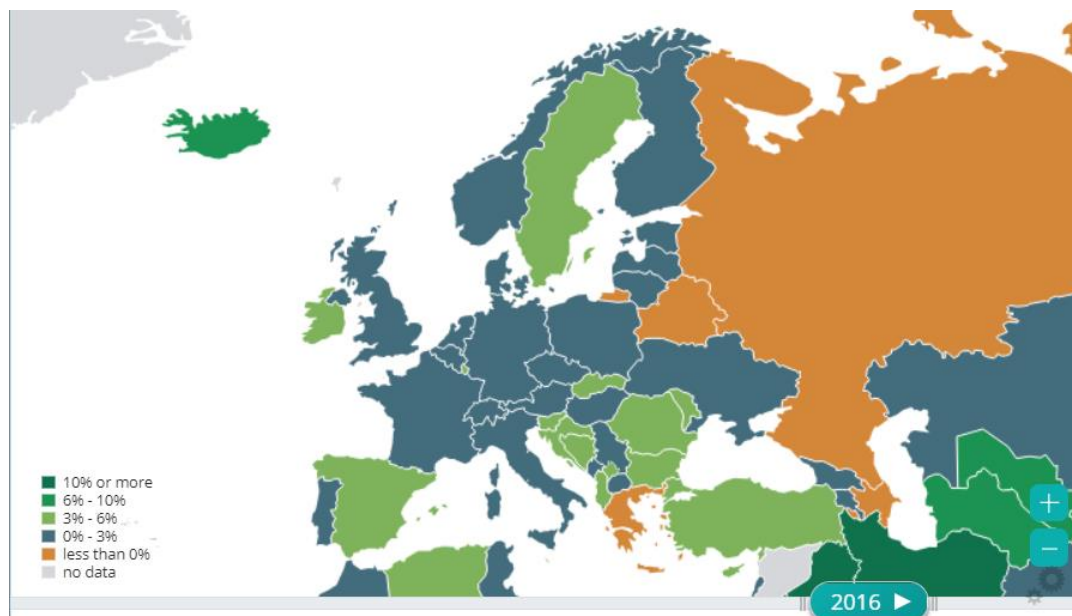 10% or more
6% - 10%
3% - 6%
0% - 3%
less than 0%
no data
2016